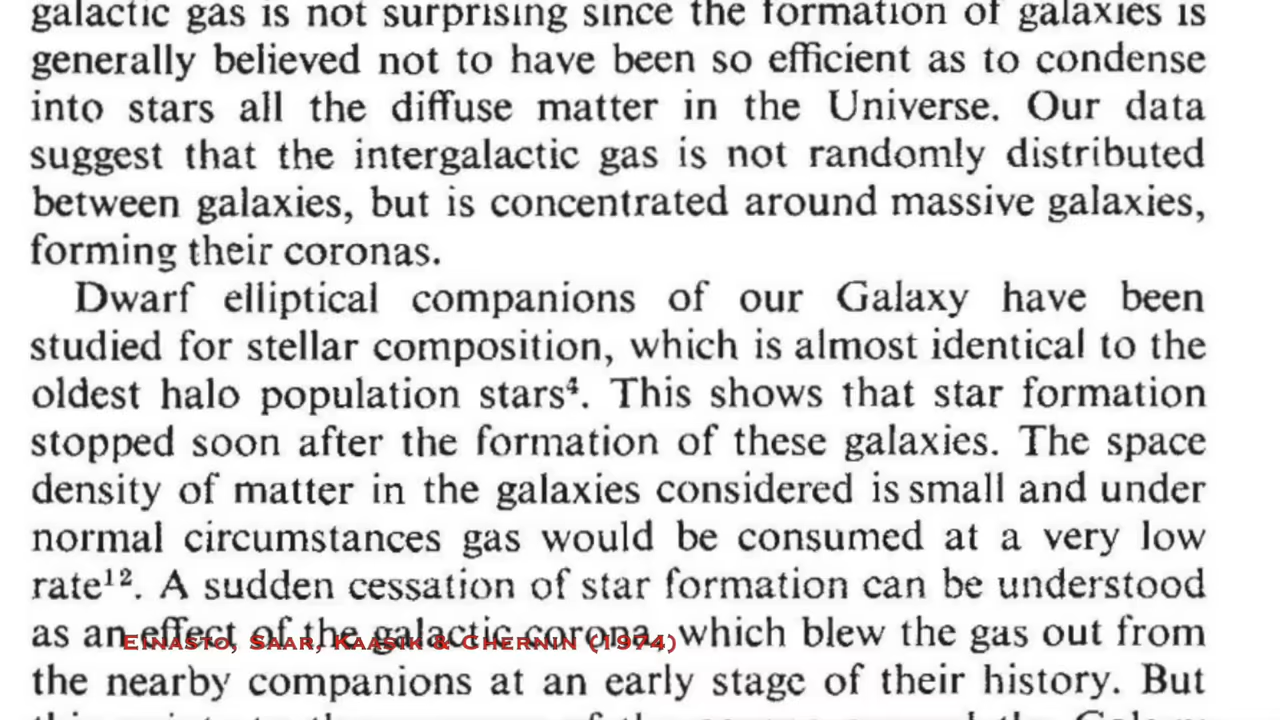 galactic gas is not surprising since the formation of galaxies is
generally believed not to have been so efficient as to condense
into stars all the diffuse matter in the Universe. Our data
suggest that the intergalactic gas is not randomly distributed
between galaxies, but is concentrated around massive galaxies,
forming their coronas.
Dwarf elliptical companions of our Galaxy have been
studied for stellar composition, which is almost identical to the
oldest halo population stars⁴. This shows that star formation
stopped soon after the formation of these galaxies. The space
density of matter in the galaxies considered is small and under
normal circumstances gas would be consumed at a very low
rate¹². A sudden cessation of star formation can be understood
as an effect of the galactic corona, which blew the gas out from
Einasto, Saar, Kaasik & Chernin (1974)
the nearby companions at an early stage of their history. But